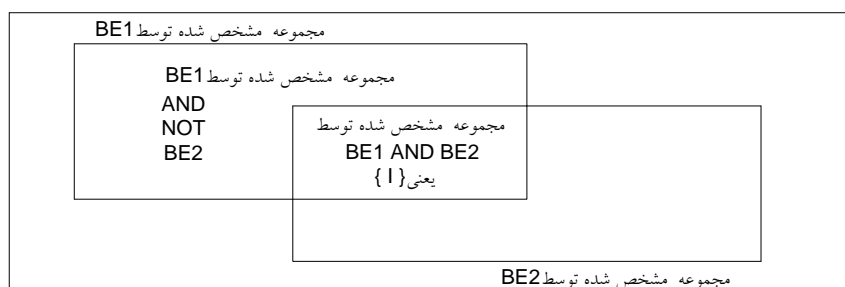 مجموعه مشخص شده توسط BE1
مجموعه مشخص شده توسط BE1
AND
NOT
BE2
مجموعه مشخص شده توسط
BE1 AND BE2
یعنی { I }
مجموعه مشخص شده توسط BE2